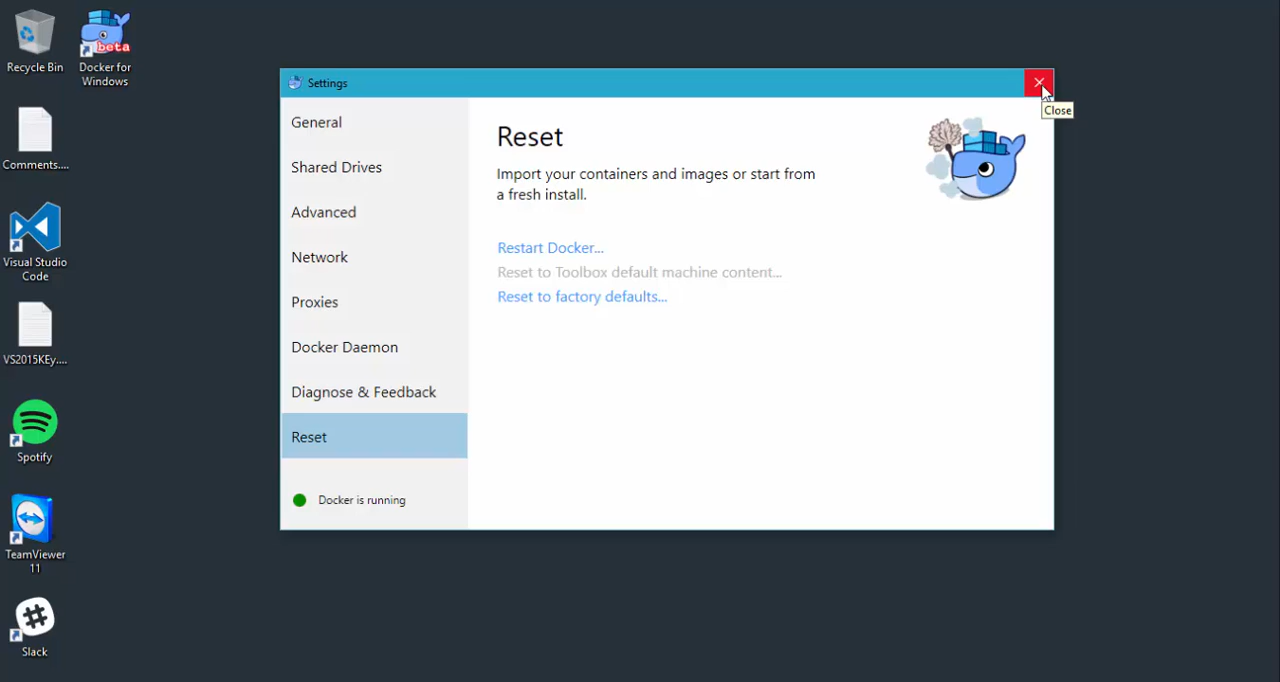 Recycle Bin
beta
Docker for
Windows
Comments....
Visual Studio
Code
VS2015KEy....
Spotify
TeamViewer
11
Slack
Settings
Close
General
Shared Drives
Advanced
Network
Proxies
Docker Daemon
Diagnose & Feedback
Reset
Docker is running
Reset
Import your containers and images or start from
a fresh install.
Restart Docker...
Reset to Toolbox default machine content...
Reset to factory defaults...